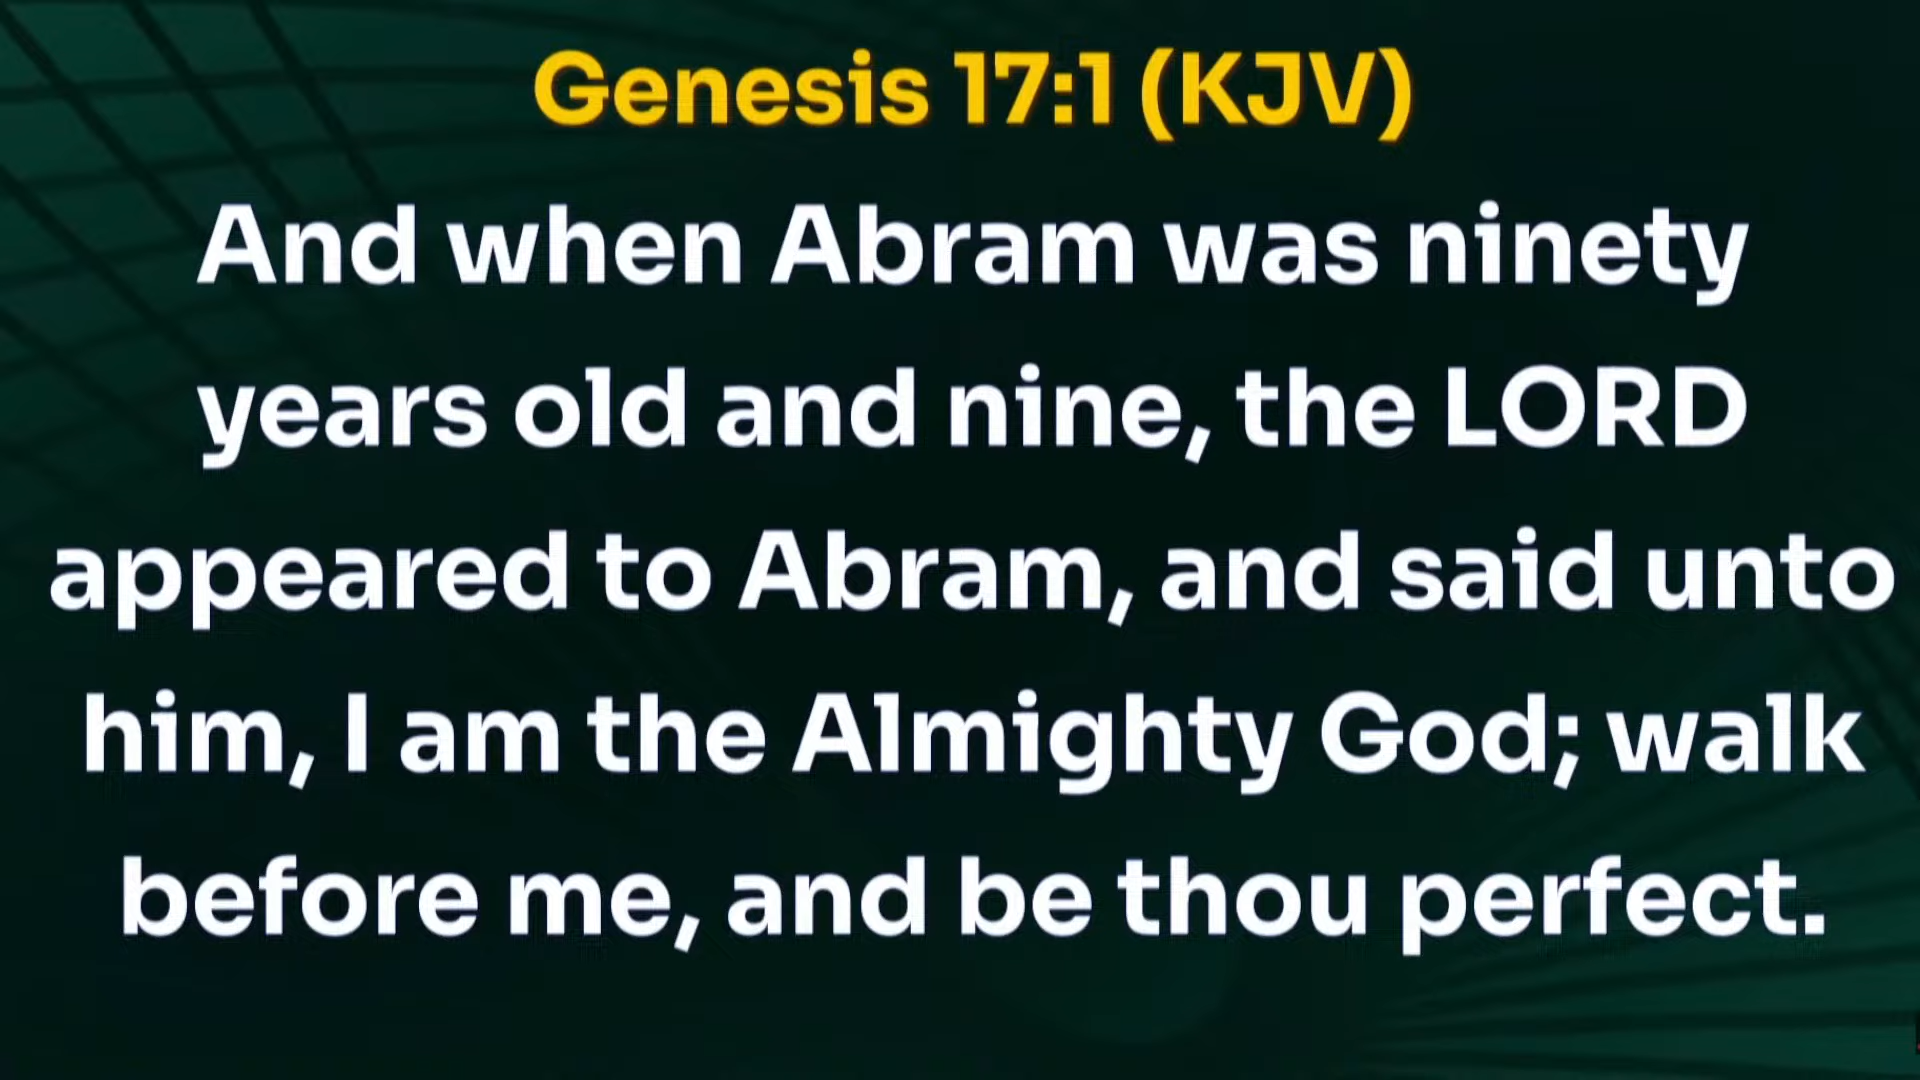 Genesis 17:1 (KJV)
And when Abram was ninety
years old and nine, the LORD
appeared to Abram, and said unto
him, I am the Almighty God; walk
before me, and be thou perfect.